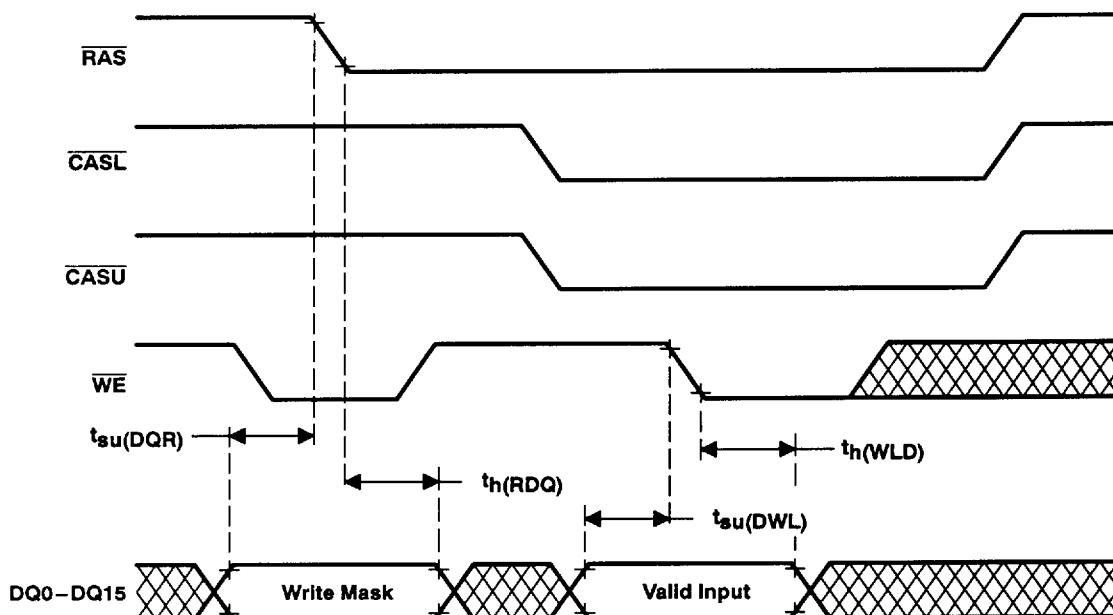 RAS
CASL
CASU
WE
tsu(DQR)
th(WLD)
th(RDQ)
tsu(DWL)
DQ0–DQ15
Write Mask
Valid Input